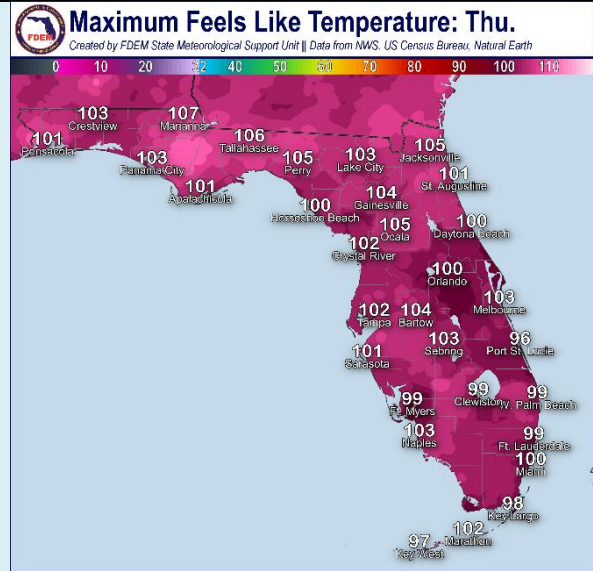 FDEM
Maximum Feels Like Temperature: Thu.
Created by FDEM State Meteorological Support Unit || Data from NWS, US Census Bureau, Natural Earth
0 10 20 32 40 50 60 70 80 90 100 110
103
Crestview
107
Marianna
101
Pensacola
106
Tallahassee
103
Panama City
105
Perry
103
Lake City
105
Jacksonville
101
Apalachicola
101
St. Augustine
100
Horseshoe Beach
104
Gainesville
105
Ocala
100
Daytona Beach
102
Crystal River
100
Orlando
103
Melbourne
102
Tampa
104
Bartow
101
Sarasota
103
Sebring
96
Port St. Lucie
99
Ft. Myers
99
Clewiston
99
W. Palm Beach
103
Naples
99
Ft. Lauderdale
100
Miami
98
Key Largo
102
Marathon
97
Key West